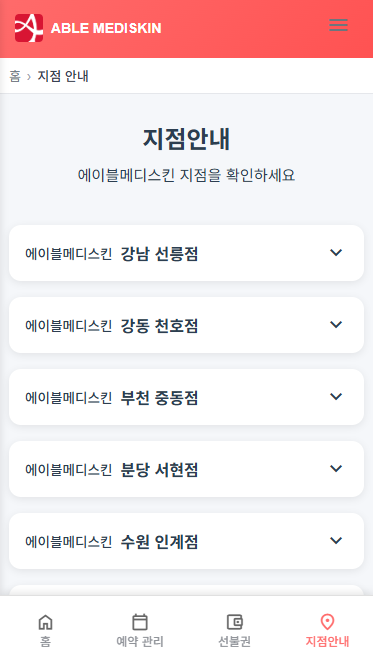 ABLE MEDISKIN
홈 › 지점 안내
지점안내
에이블메디스킨 지점을 확인하세요
에이블메디스킨 강남 선릉점
에이블메디스킨 강동 천호점
에이블메디스킨 부천 중동점
에이블메디스킨 분당 서현점
에이블메디스킨 수원 인계점
홈 예약 관리 선불권 지점안내